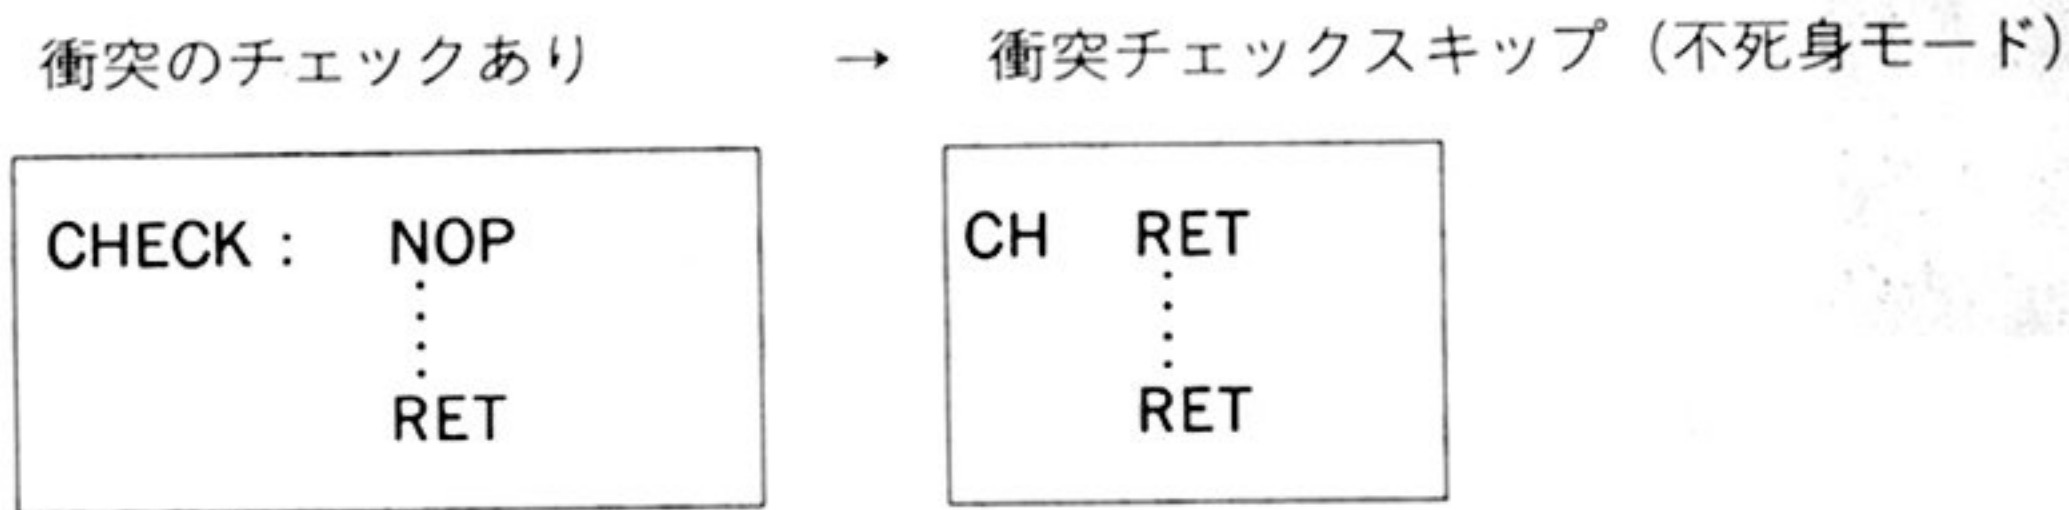 衝突のチェックあり → 衝突チェックスキップ (不死身モード)
CHECK : NOP
RET
CH RET
RET